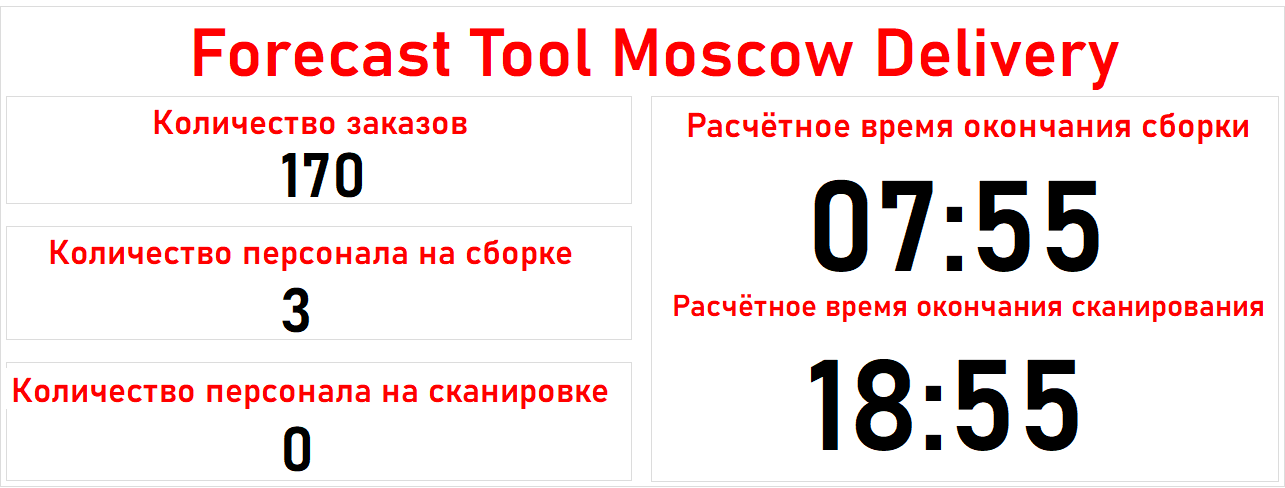 Forecast Tool Moscow Delivery
Количество заказов
170
Количество персонала на сборке
3
Количество персонала на сканировке
0
Расчётное время окончания сборки
07:55
Расчётное время окончания сканирования
18:55